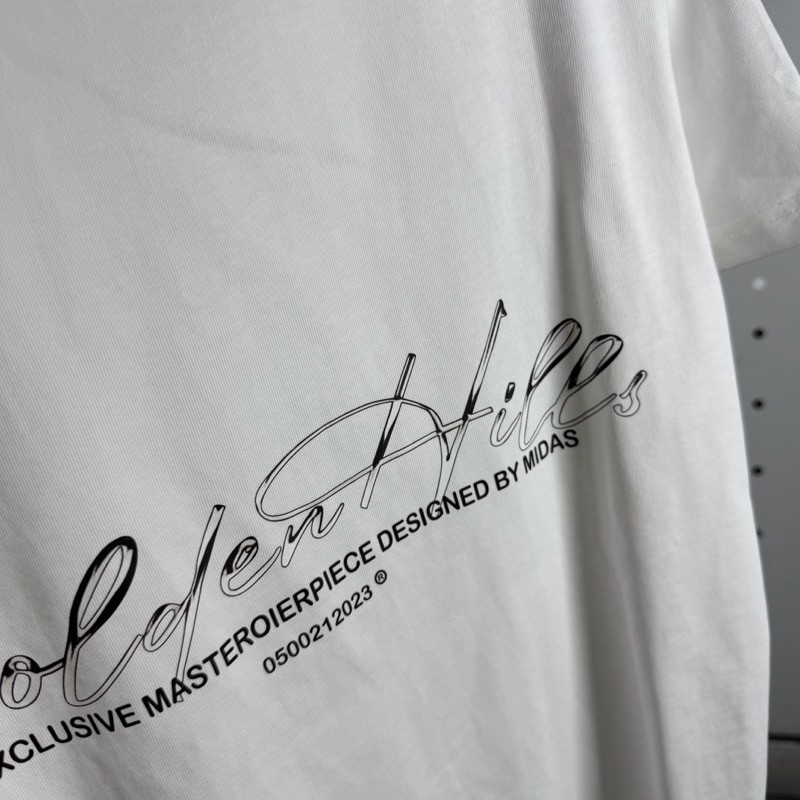 olden Hills
XCLUSIVE MASTEROIERPIECE DESIGNED BY MIDAS
0500212023 ®